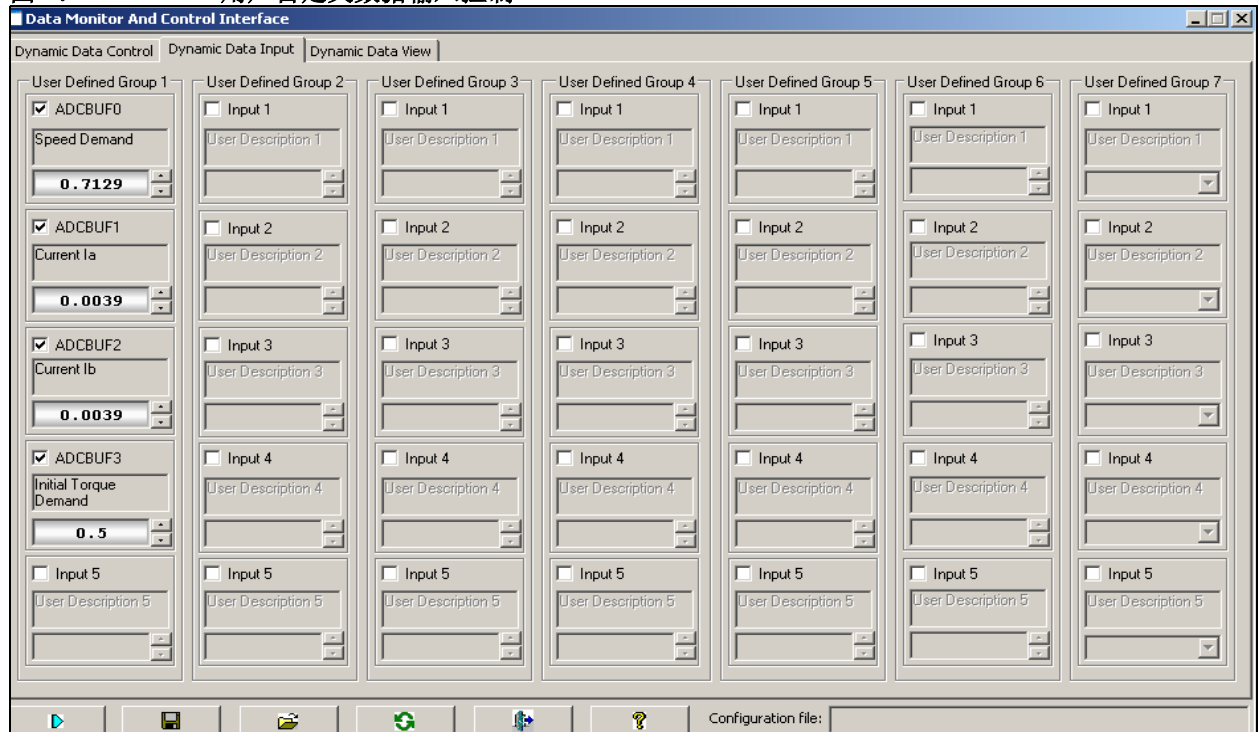 Data Monitor And Control Interface
Dynamic Data Control Dynamic Data Input Dynamic Data View
User Defined Group 1 User Defined Group 2 User Defined Group 3 User Defined Group 4 User Defined Group 5 User Defined Group 6 User Defined Group 7
ADCBUF0 Input 1 Input 1 Input 1 Input 1 Input 1 Input 1
Speed Demand User Description 1 User Description 1 User Description 1 User Description 1 User Description 1 User Description 1
0.7129
ADCBUF1 Input 2 Input 2 Input 2 Input 2 Input 2 Input 2
Current Ia User Description 2 User Description 2 User Description 2 User Description 2 User Description 2 User Description 2
0.0039
ADCBUF2 Input 3 Input 3 Input 3 Input 3 Input 3 Input 3
Current Ib User Description 3 User Description 3 User Description 3 User Description 3 User Description 3 User Description 3
0.0039
ADCBUF3 Input 4 Input 4 Input 4 Input 4 Input 4 Input 4
Initial Torque
Demand User Description 4 User Description 4 User Description 4 User Description 4 User Description 4 User Description 4
0.5
Input 5 Input 5 Input 5 Input 5 Input 5 Input 5 Input 5
User Description 5 User Description 5 User Description 5 User Description 5 User Description 5 User Description 5 User Description 5
Configuration file: